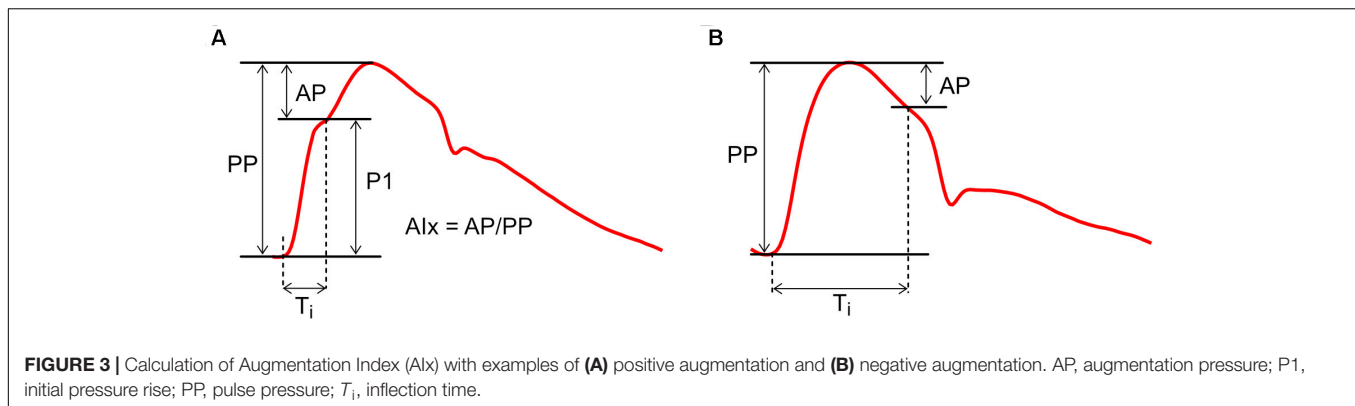 A
B
AP
AP
PP
P1
PP
AIx = AP/PP
Ti
Ti
FIGURE 3 | Calculation of Augmentation Index (AIx) with examples of (A) positive augmentation and (B) negative augmentation. AP, augmentation pressure; P1,
initial pressure rise; PP, pulse pressure; Ti, inflection time.